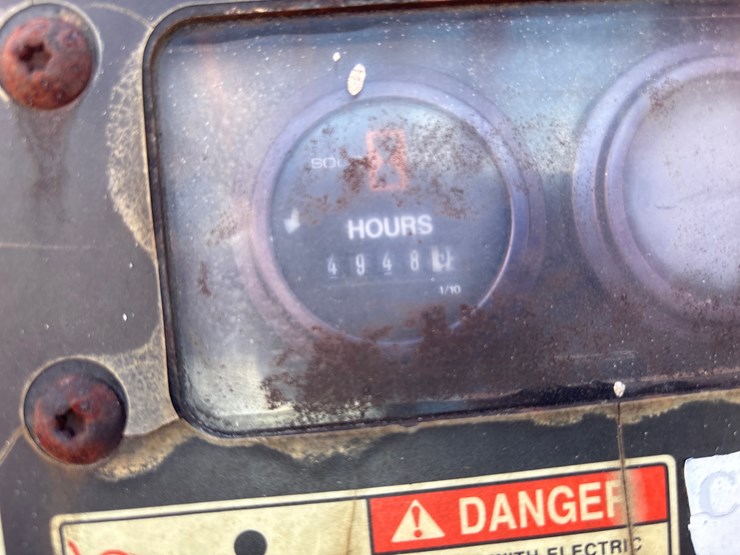 HOURS
4948
1/10
DANGER
WITH ELECTRIC
C